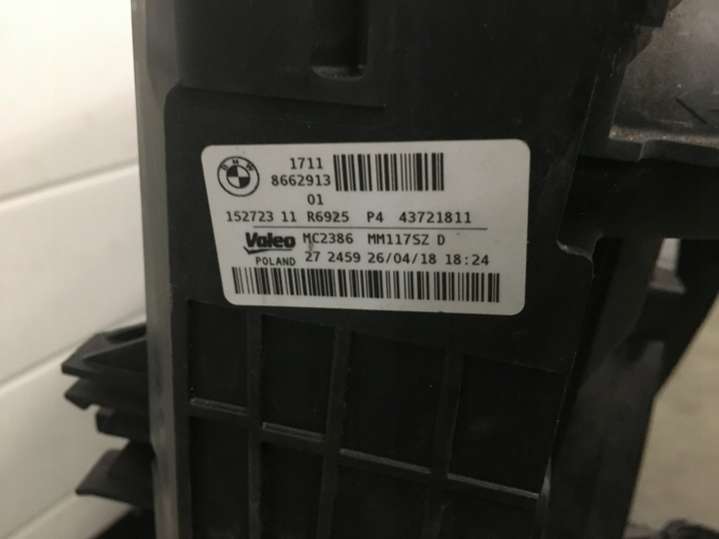 BMW 1711
8662913
01
152723 11 R6925 P4 43721811
Valeo MC2386 MM117SZ D
POLAND 27 2459 26/04/18 18:24